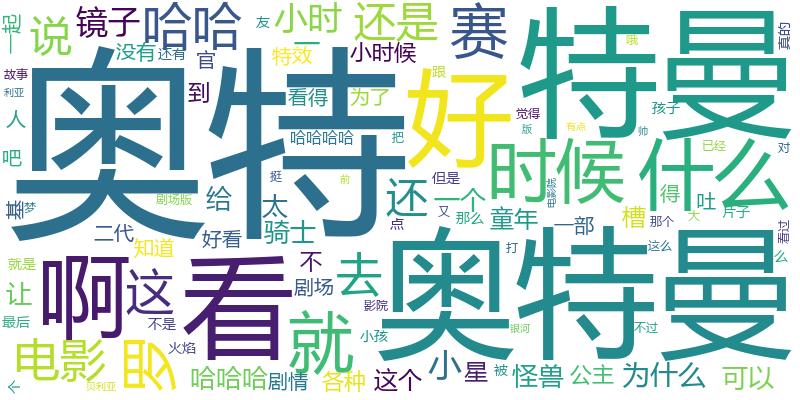 一起
说
镜子
哈哈
友
小时
还是
赛
特曼
真的
一
没有
还有
官
特效
小时候
哦
故事
利亚
到
看得
为了
跟
奥特
好
觉得
孩子
人
哈哈哈哈
把
版
有点
帅
已经
吧
时候
什么
对
挺
前
但是
电影版
得
剧场版
给
还
一个
吐
大
片子
基
梦
太
又
那么
童年
一部
槽
那个
看过
二代
好看
骑士
点
知道
啊
这
看
不
去
奥特曼
打
这么
么
就是
让
剧场
影院
最后
不是
就
小孩
银河
不过
电影
罗
火焰
小
星
被
怪兽
公主
为什么
可以
个
贝利亚
哈哈哈
剧情
各种
这个